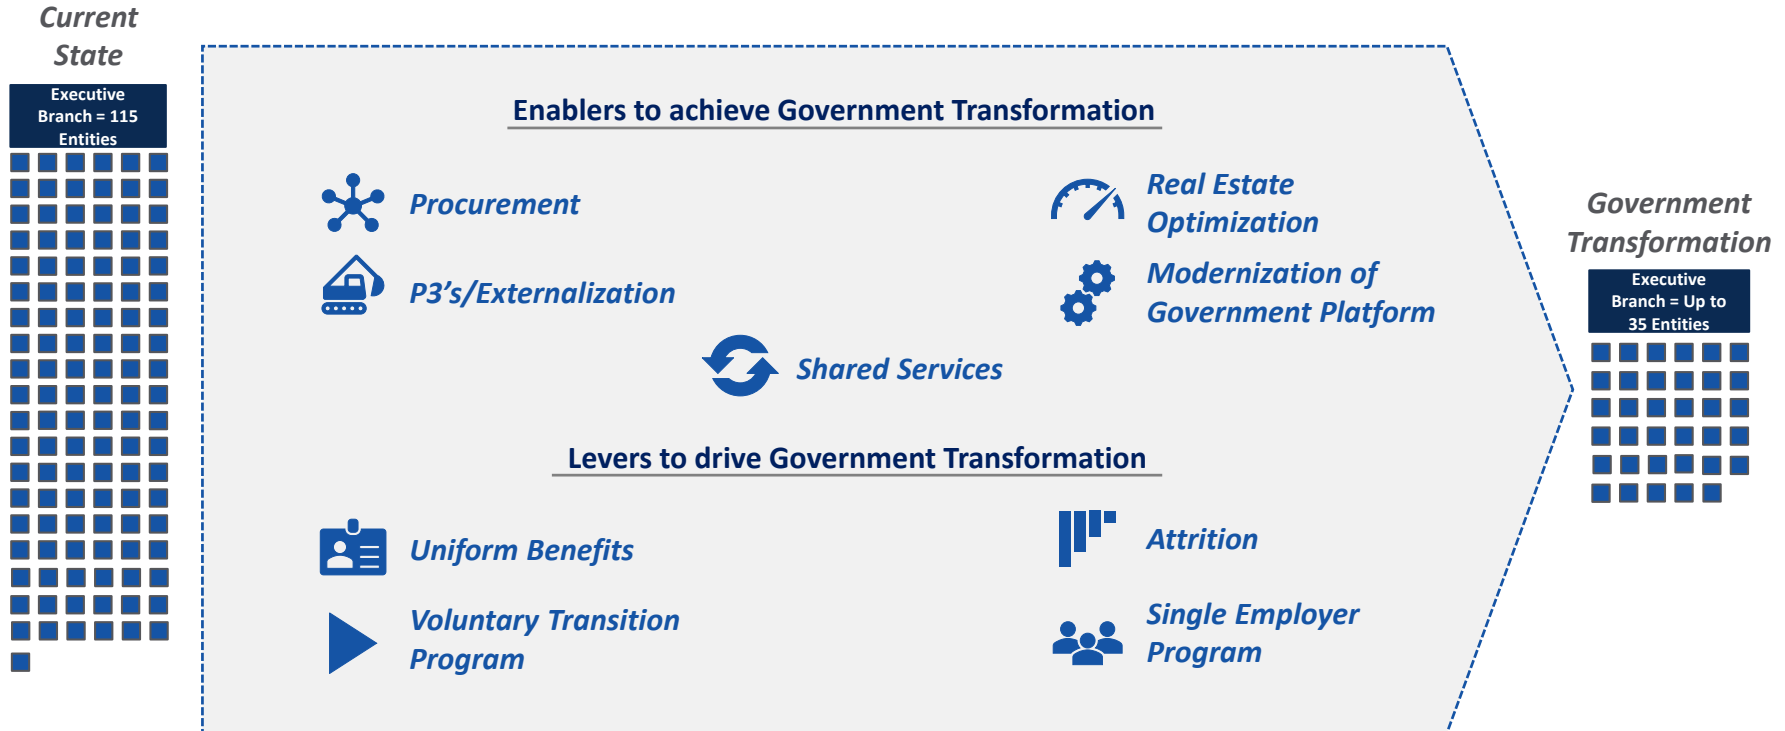 Current
State
Executive
Branch = 115
Entities
Enablers to achieve Government Transformation
Procurement
Real Estate
Optimization
P3's/Externalization
Modernization of
Government Platform
Shared Services
Levers to drive Government Transformation
Uniform Benefits
Attrition
Voluntary Transition
Program
Single Employer
Program
Government
Transformation
Executive
Branch = Up to
35 Entities